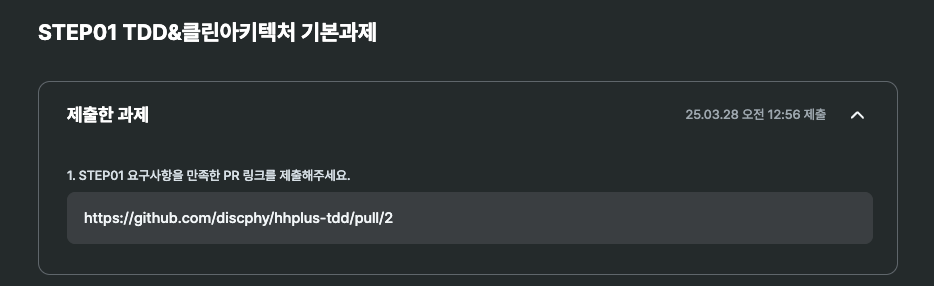 STEP01 TDD&클린아키텍처 기본과제
제출한 과제
25.03.28 오전 12:56 제출
1. STEP01 요구사항을 만족한 PR 링크를 제출해주세요.
https://github.com/discphy/hhplus-tdd/pull/2